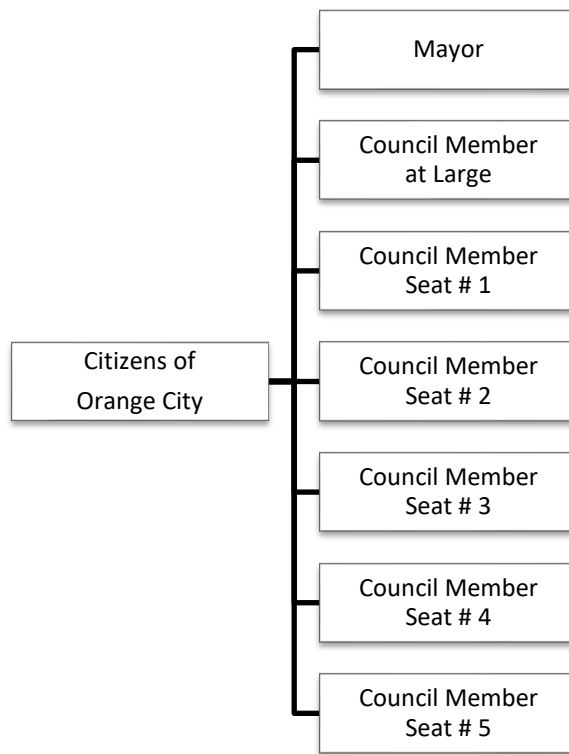 Mayor
Council Member
at Large
Council Member
Seat # 1
Citizens of
Orange City
Council Member
Seat # 2
Council Member
Seat # 3
Council Member
Seat # 4
Council Member
Seat # 5